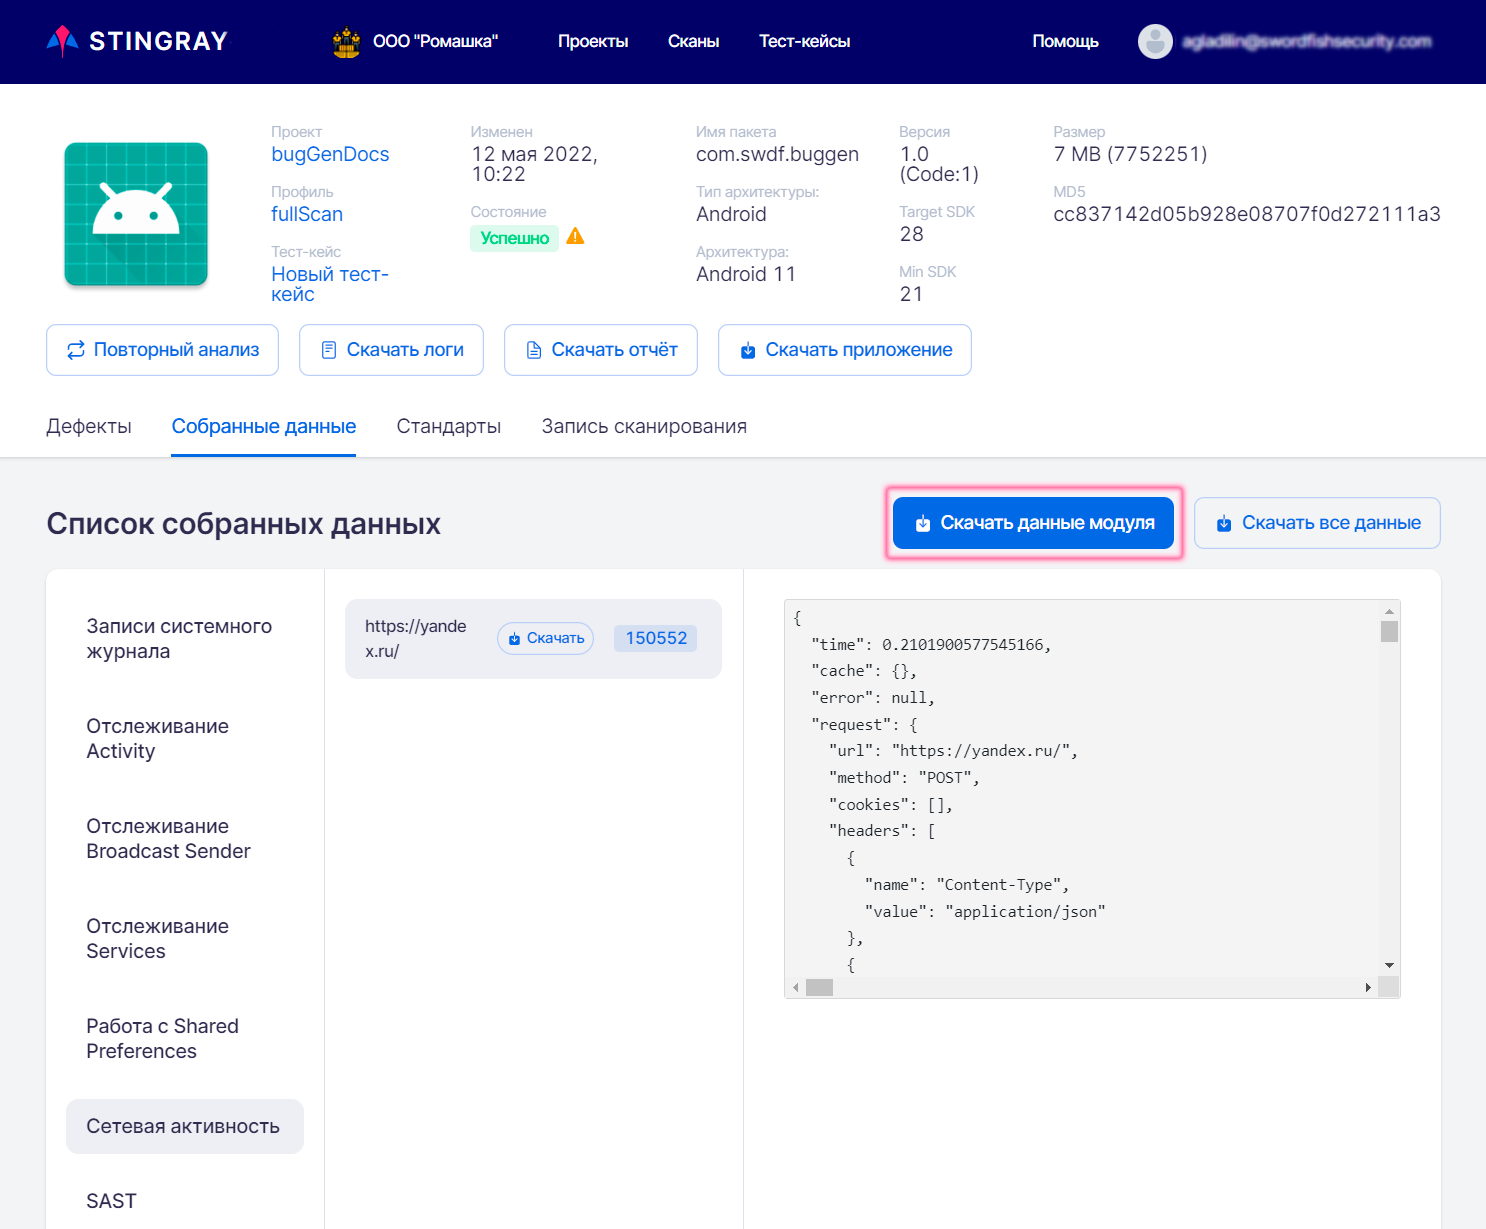 STINGRAY
ООО "Ромашка"
Проекты
Сканы
Тест-кейсы
Помощь
agladilin@swordfishsecurity.com
Проект
bugGenDocs
Профиль
fullScan
Тест-кейс
Новый тест-
кейс
Изменен
12 мая 2022,
10:22
Состояние
Успешно
Имя пакета
com.swdf.buggen
Тип архитектуры:
Android
Архитектура:
Android 11
Версия
1.0
(Code:1)
Target SDK
28
Min SDK
21
Размер
7 MB (7752251)
MD5
cc837142d05b928e08707f0d272111a3
Повторный анализ
Скачать логи
Скачать отчёт
Скачать приложение
Дефекты
Собранные данные
Стандарты
Запись сканирования
Список собранных данных
Скачать данные модуля
Скачать все данные
Записи системного
журнала
Отслеживание
Activity
Отслеживание
Broadcast Sender
Отслеживание
Services
Работа с Shared
Preferences
Сетевая активность
SAST
https://yande
x.ru/
Скачать
150552
{
"time": 0.2101900577545166,
"cache": {},
"error": null,
"request": {
"url": "https://yandex.ru/",
"method": "POST",
"cookies": [],
"headers": [
{
"name": "Content-Type",
"value": "application/json"
},
{